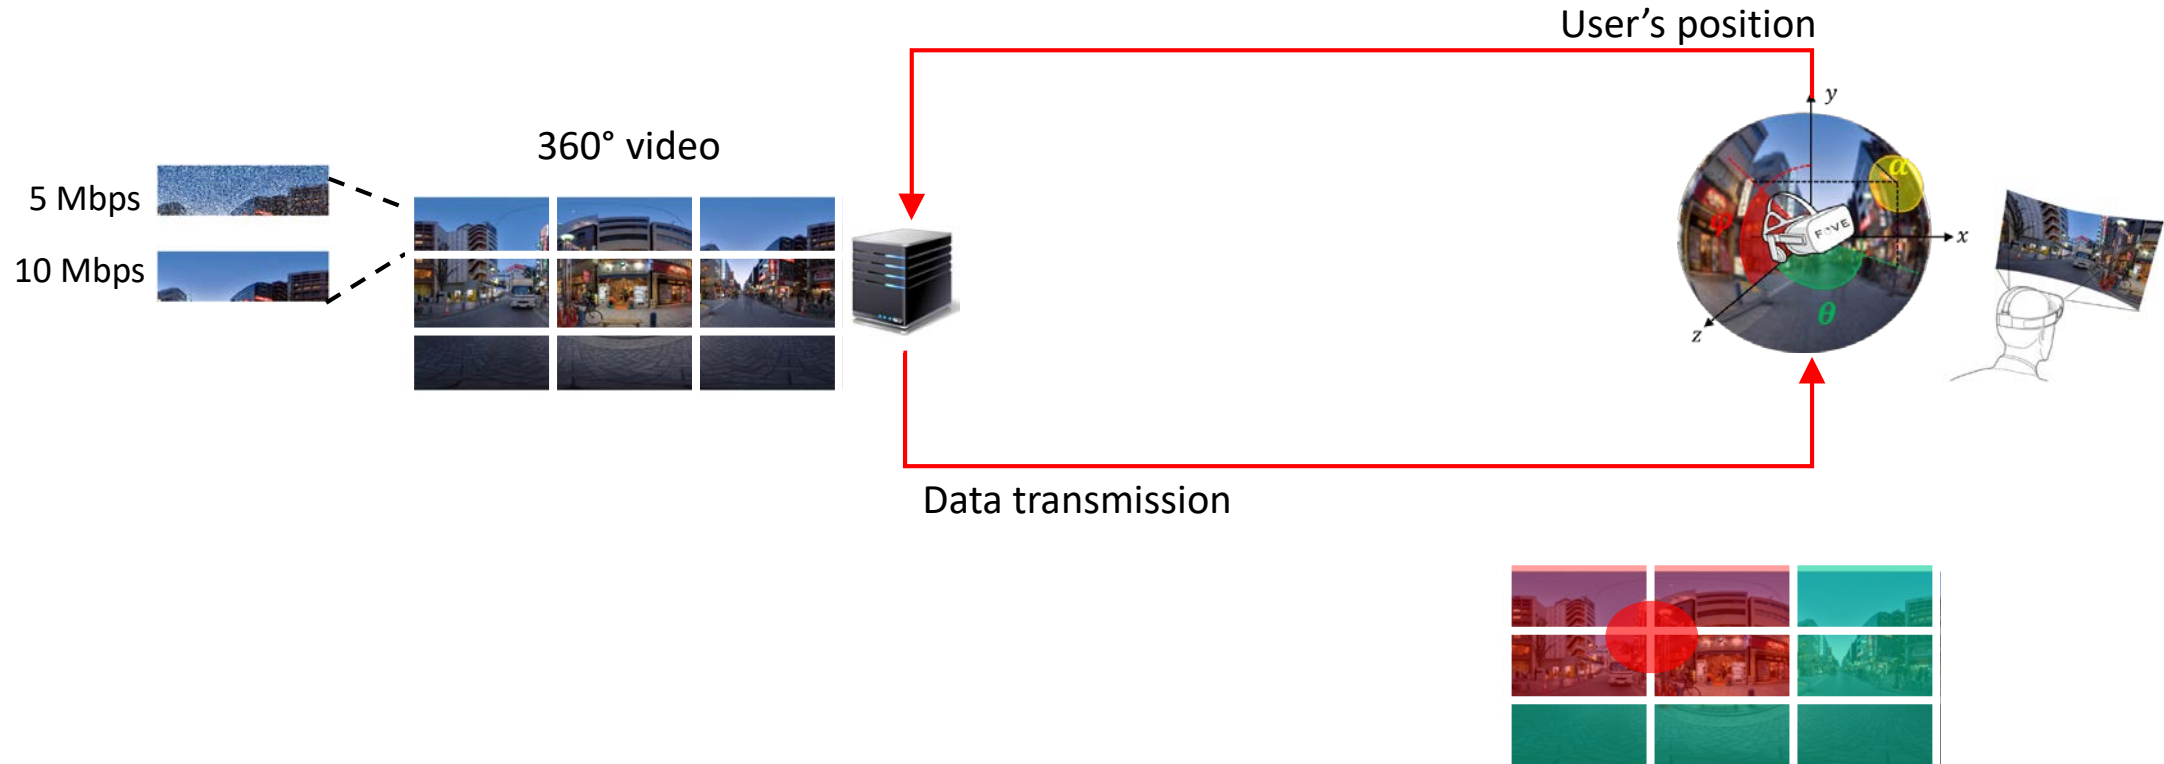 User’s position
y
360° video
5 Mbps
α
φ
FOVE
x
10 Mbps
θ
z
Data transmission